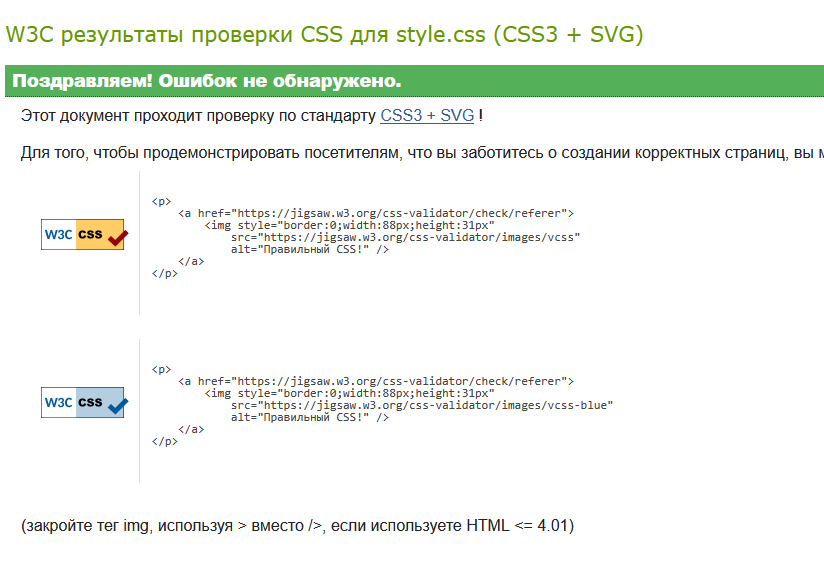 W3C результаты проверки CSS для style.css (CSS3 + SVG)
Поздравляем! Ошибок не обнаружено.
Этот документ проходит проверку по стандарту CSS3 + SVG !
Для того, чтобы продемонстрировать посетителям, что вы заботитесь о создании корректных страниц, вы
W3C css
<p>
<a href="https://jigsaw.w3.org/css-validator/check/referer">
<img style="border:0;width:88px;height:31px"
src="https://jigsaw.w3.org/css-validator/images/vcss"
alt="Правильный CSS!" />
</a>
</p>
W3C css
<p>
<a href="https://jigsaw.w3.org/css-validator/check/referer">
<img style="border:0;width:88px;height:31px"
src="https://jigsaw.w3.org/css-validator/images/vcss-blue"
alt="Правильный CSS!" />
</a>
</p>
(закройте тег img, используя > вместо />, если используете HTML <= 4.01)